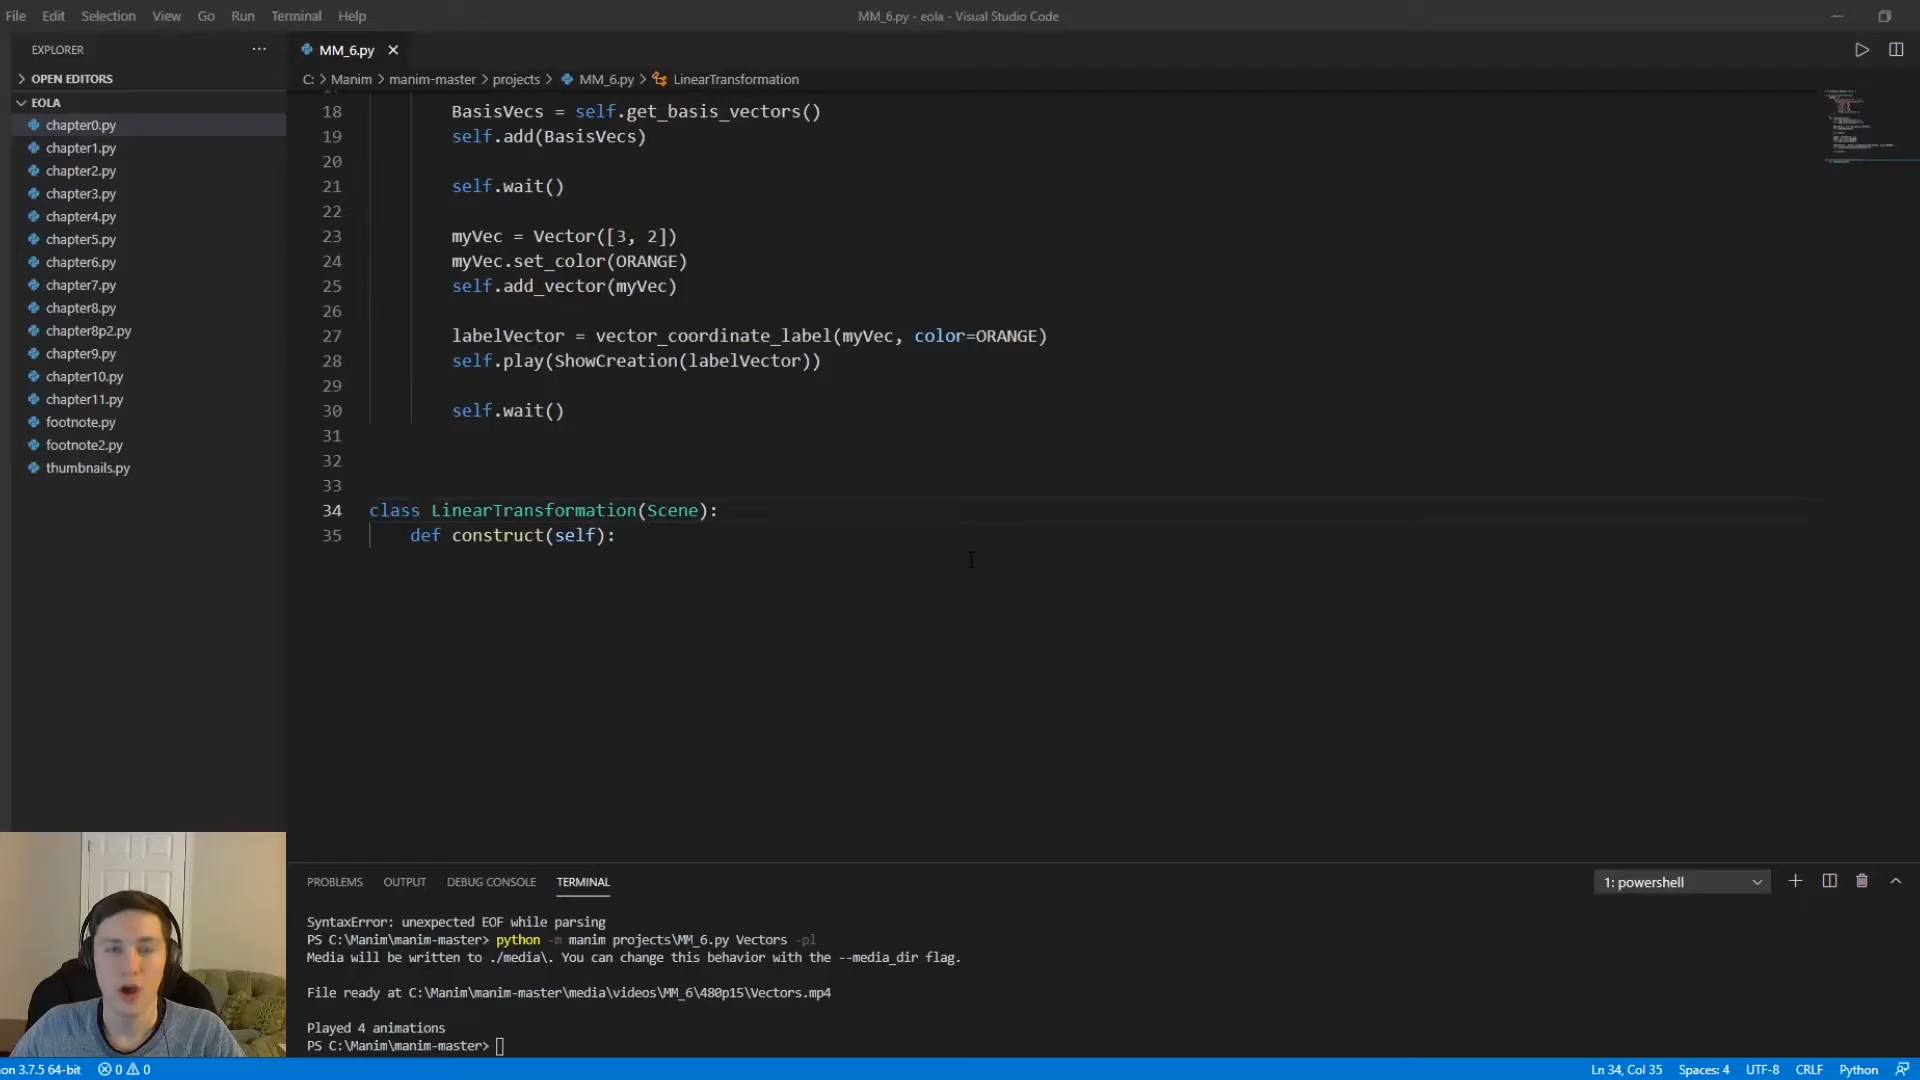 File Edit Selection View Go Run Terminal Help
MM_6.py - eola - Visual Studio Code
EXPLORER
OPEN EDITORS
EOLA
chapter0.py
chapter1.py
chapter2.py
chapter3.py
chapter4.py
chapter5.py
chapter6.py
chapter7.py
chapter8.py
chapter8p2.py
chapter9.py
chapter10.py
chapter11.py
footnote.py
footnote2.py
thumbnails.py
MM_6.py
C: > Manim > manim-master > projects > MM_6.py > LinearTransformation
18 BasisVecs = self.get_basis_vectors()
19 self.add(BasisVecs)
20
21 self.wait()
22
23 myVec = Vector([3, 2])
24 myVec.set_color(ORANGE)
25 self.add_vector(myVec)
26
27 labelVector = vector_coordinate_label(myVec, color=ORANGE)
28 self.play(ShowCreation(labelVector))
29
30 self.wait()
31
32
33
34 class LinearTransformation(Scene):
35 def construct(self):
PROBLEMS OUTPUT DEBUG CONSOLE TERMINAL
1: powershell
SyntaxError: unexpected EOF while parsing
PS C:\Manim\manim-master> python -m manim projects\MM_6.py Vectors -pl
Media will be written to ./media\. You can change this behavior with the --media_dir flag.
File ready at C:\Manim\manim-master\media\videos\MM_6\480p15\Vectors.mp4
Played 4 animations
PS C:\Manim\manim-master>
on 3.7.5 64-bit 0 0
Ln 34, Col 35 Spaces: 4 UTF-8 CRLF Python